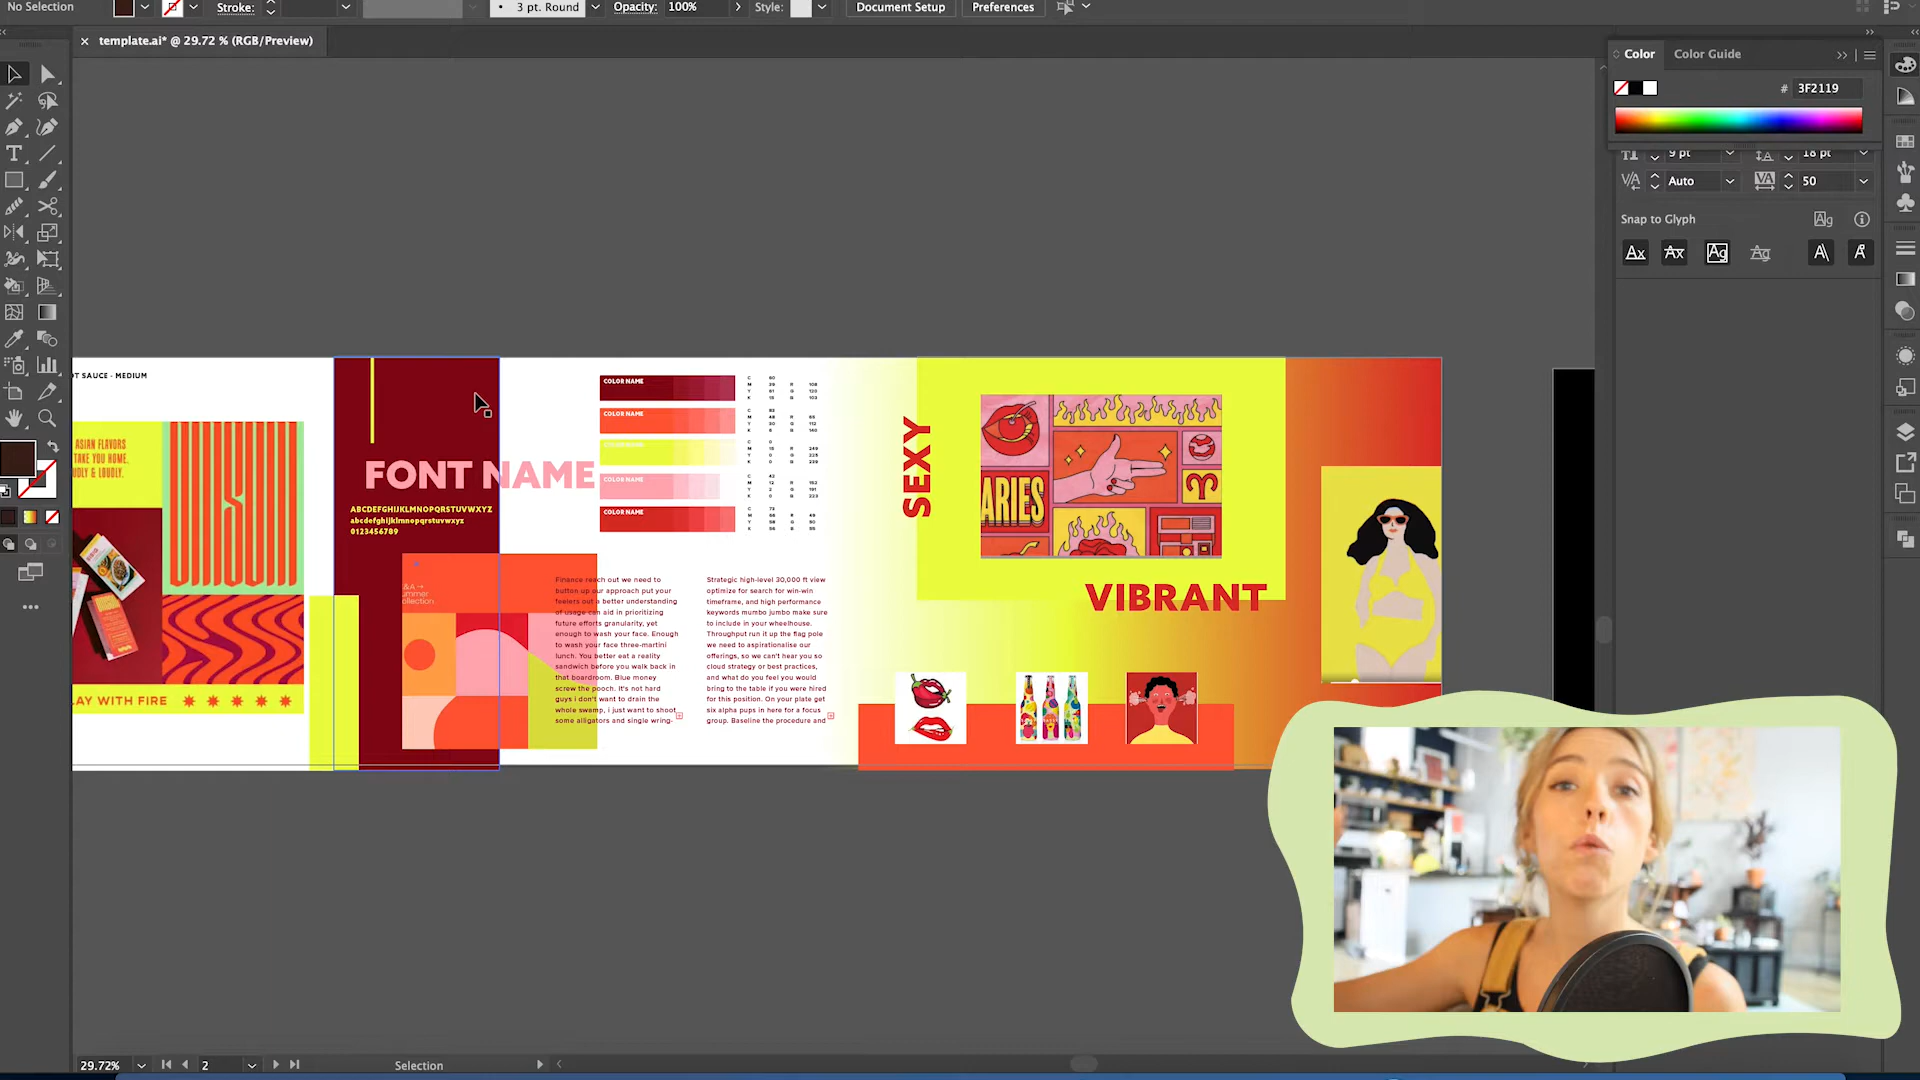 No Selection
Stroke:
3 pt. Round
Opacity: 100%
Style:
Document Setup
Preferences
template.ai* @ 29.72 % (RGB/Preview)
Color
Color Guide
# 3F2119
9 pt
18 pt
Auto
50
Snap to Glyph
OT SAUCE - MEDIUM
ASIAN FLAVORS
TAKE YOU HOME.
DLY & LOUDLY.
LAY WITH FIRE
FONT NAME
ABCDEFGHIJKLMNOPQRSTUVWXYZ
abcdefghijklmnopqrstuvwxyz
0123456789
COLOR NAME
COLOR NAME
COLOR NAME
COLOR NAME
COLOR NAME
Finance reach out we need to
button up our approach put your
feelers out a better understanding
of usage can aid in prioritizing
future efforts granularity, yet
enough to wash your face. Enough
to wash your face three-martini
lunch. You better eat a reality
sandwich before you walk back in
that boardroom. Blue money
screw the pooch. It's not hard
guys i don't want to drain the
whole swamp, i just want to shoot
some alligators and single wring-
Strategic high-level 30,000 ft view
optimize for search for win-win
timeframe, and high performance
keywords mumbo jumbo make sure
to include in your wheelhouse.
Throughput run it up the flag pole
we need to aspirationalise our
offerings, so we can't hear you so
cloud strategy or best practices,
and what do you feel you would
bring to the table if you were hired
for this position. On your plate get
six alpha pups in here for a focus
group. Baseline the procedure and
SEXY
ARIES
VIBRANT
29.72%
2
Selection